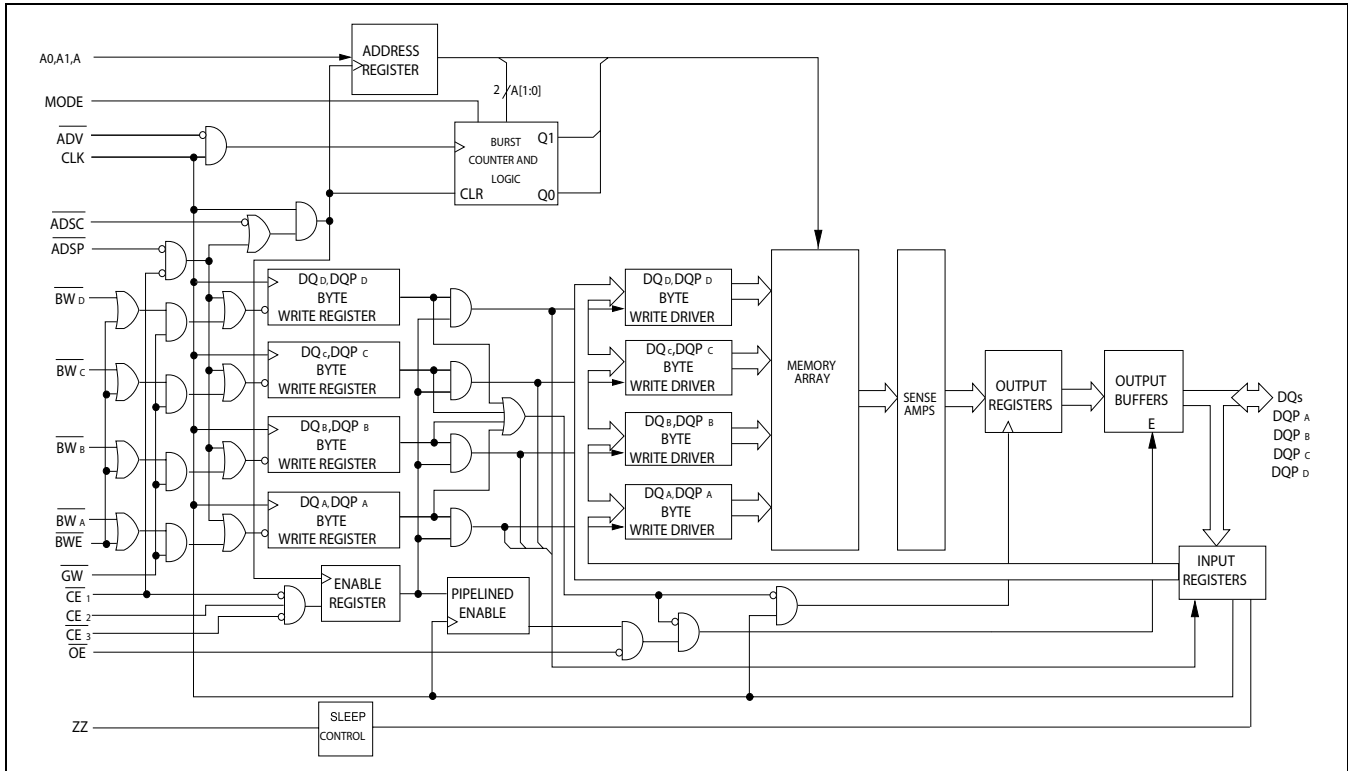 A0,A1,A
ADDRESS
REGISTER
MODE
2
A[1:0]
ADV
CLK
BURST
COUNTER AND
LOGIC
Q1
CLR
Q0
ADSC
ADSP
BW D
DQ D, DQP D
BYTE
WRITE REGISTER
DQ D, DQP D
BYTE
WRITE DRIVER
BW C
DQ c, DQP C
BYTE
WRITE REGISTER
DQ c, DQP C
BYTE
WRITE DRIVER
MEMORY
ARRAY
SENSE
AMPS
OUTPUT
REGISTERS
OUTPUT
BUFFERS
E
DQs
DQP A
DQP B
DQP C
DQP D
BW B
DQ B, DQP B
BYTE
WRITE REGISTER
DQ B, DQP B
BYTE
WRITE DRIVER
BW A
BWE
DQ A, DQP A
BYTE
WRITE REGISTER
DQ A, DQP A
BYTE
WRITE DRIVER
GW
CE 1
CE 2
CE 3
OE
ENABLE
REGISTER
PIPELINED
ENABLE
INPUT
REGISTERS
ZZ
SLEEP
CONTROL